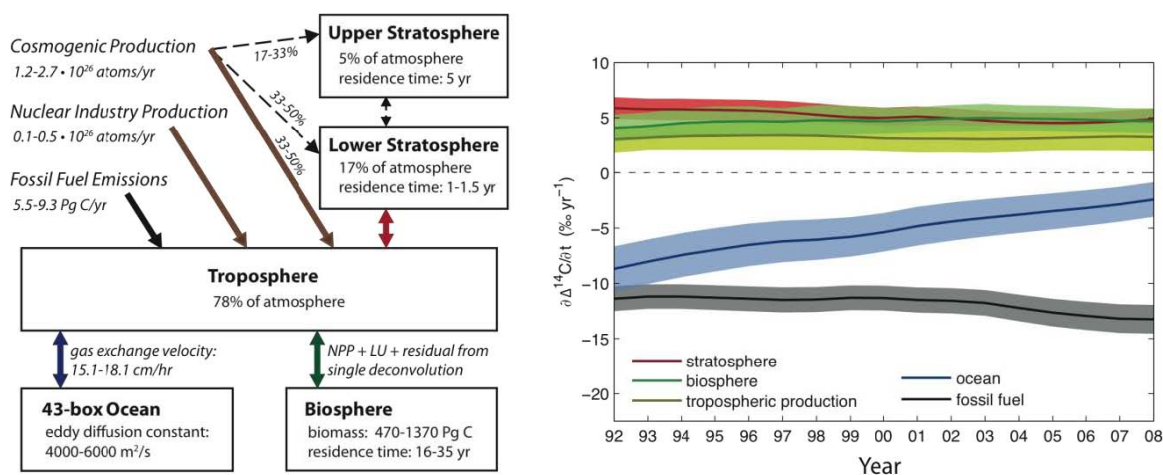 Cosmogenic Production
1.2-2.7 • 10²⁶ atoms/yr
Nuclear Industry Production
0.1-0.5 • 10²⁶ atoms/yr
Fossil Fuel Emissions
5.5-9.3 Pg C/yr
17-33%
33-50%
33-50%
Upper Stratosphere
5% of atmosphere
residence time: 5 yr
Lower Stratosphere
17% of atmosphere
residence time: 1-1.5 yr
Troposphere
78% of atmosphere
gas exchange velocity:
15.1-18.1 cm/hr
NPP + LU + residual from
single deconvolution
43-box Ocean
eddy diffusion constant:
4000-6000 m²/s
Biosphere
biomass: 470-1370 Pg C
residence time: 16-35 yr
∂Δ¹⁴C/∂t (‰ yr⁻¹)
10
5
0
−5
−10
−15
−20
stratosphere
biosphere
tropospheric production
ocean
fossil fuel
92 93 94 95 96 97 98 99 00 01 02 03 04 05 06 07 08
Year